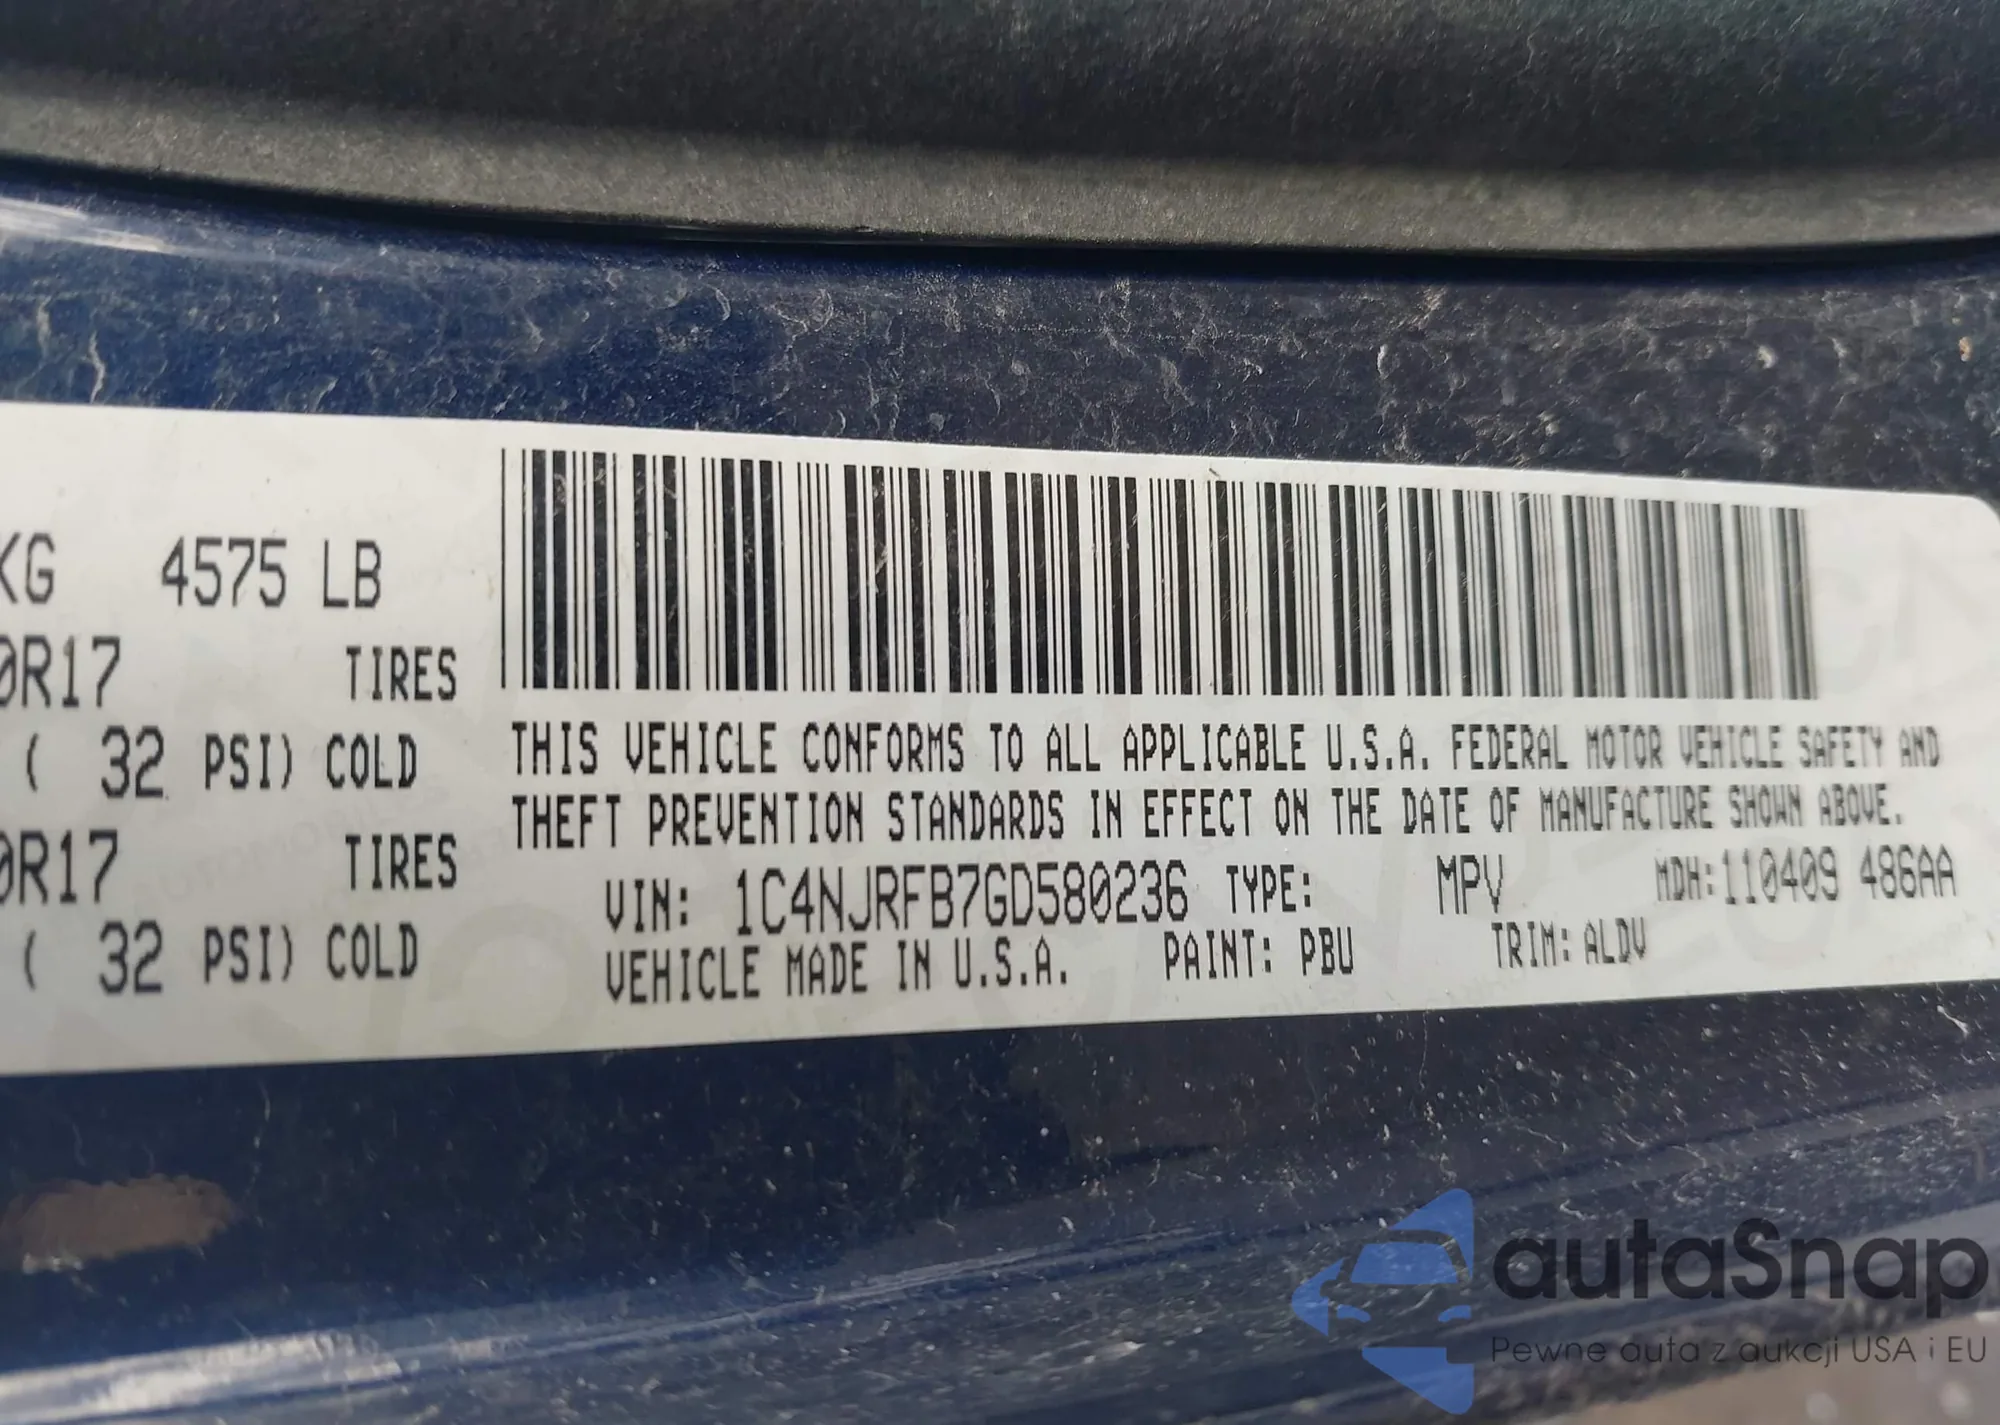 KG 4575 LB
0R17 TIRES
( 32 PSI) COLD
0R17 TIRES
( 32 PSI) COLD
THIS VEHICLE CONFORMS TO ALL APPLICABLE U.S.A. FEDERAL MOTOR VEHICLE SAFETY AND
THEFT PREVENTION STANDARDS IN EFFECT ON THE DATE OF MANUFACTURE SHOWN ABOVE.
VIN: 1C4NJRFB7GD580236 TYPE: MPV MDH:110409 486AA
VEHICLE MADE IN U.S.A. PAINT: PBU TRIM: ALDV
autaSnap
Pewne auta z aukcji USA i EU